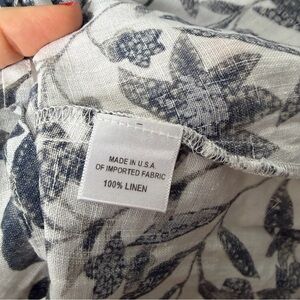 MADE IN U.S.A.
OF IMPORTED FABRIC
100% LINEN